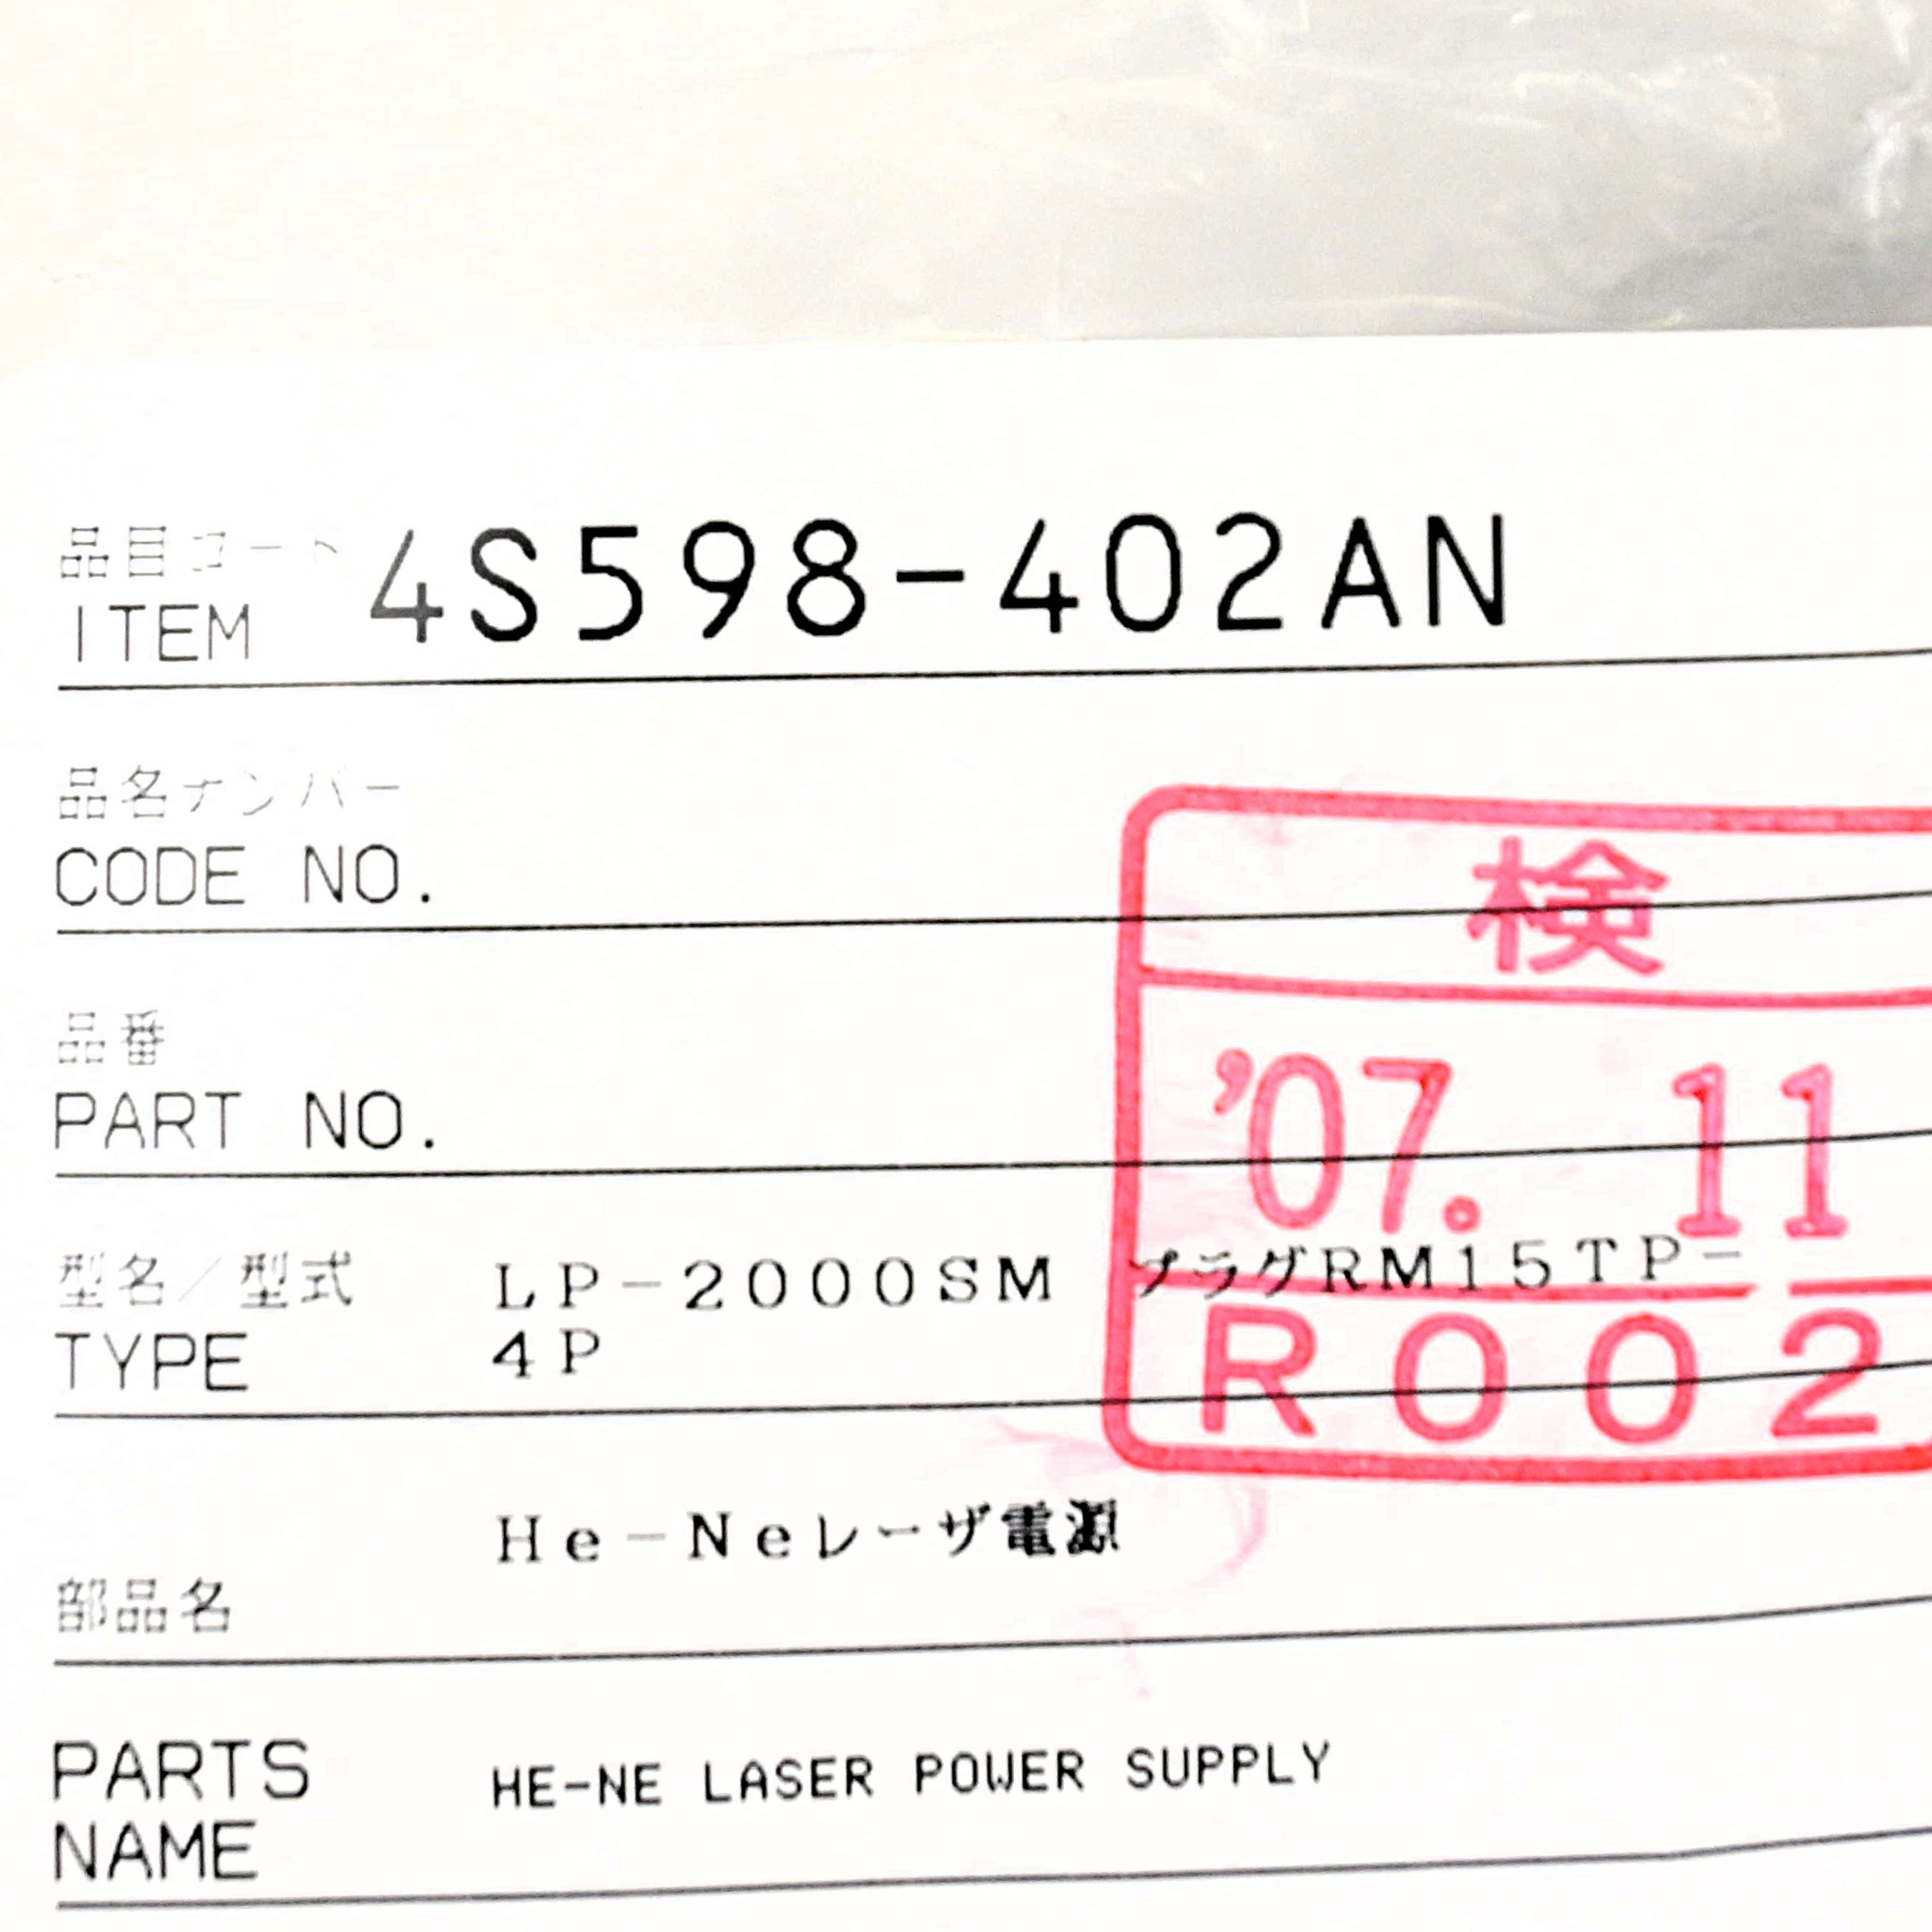 品目コード 4S598-402AN
ITEM
品名ナンバー
CODE NO.
検
品番
PART NO.
'07. 11
型名/型式 LP-2000SM プラグRM15TP-
TYPE 4P
R002
He-Neレーザ電源
部品名
PARTS
NAME
HE-NE LASER POWER SUPPLY